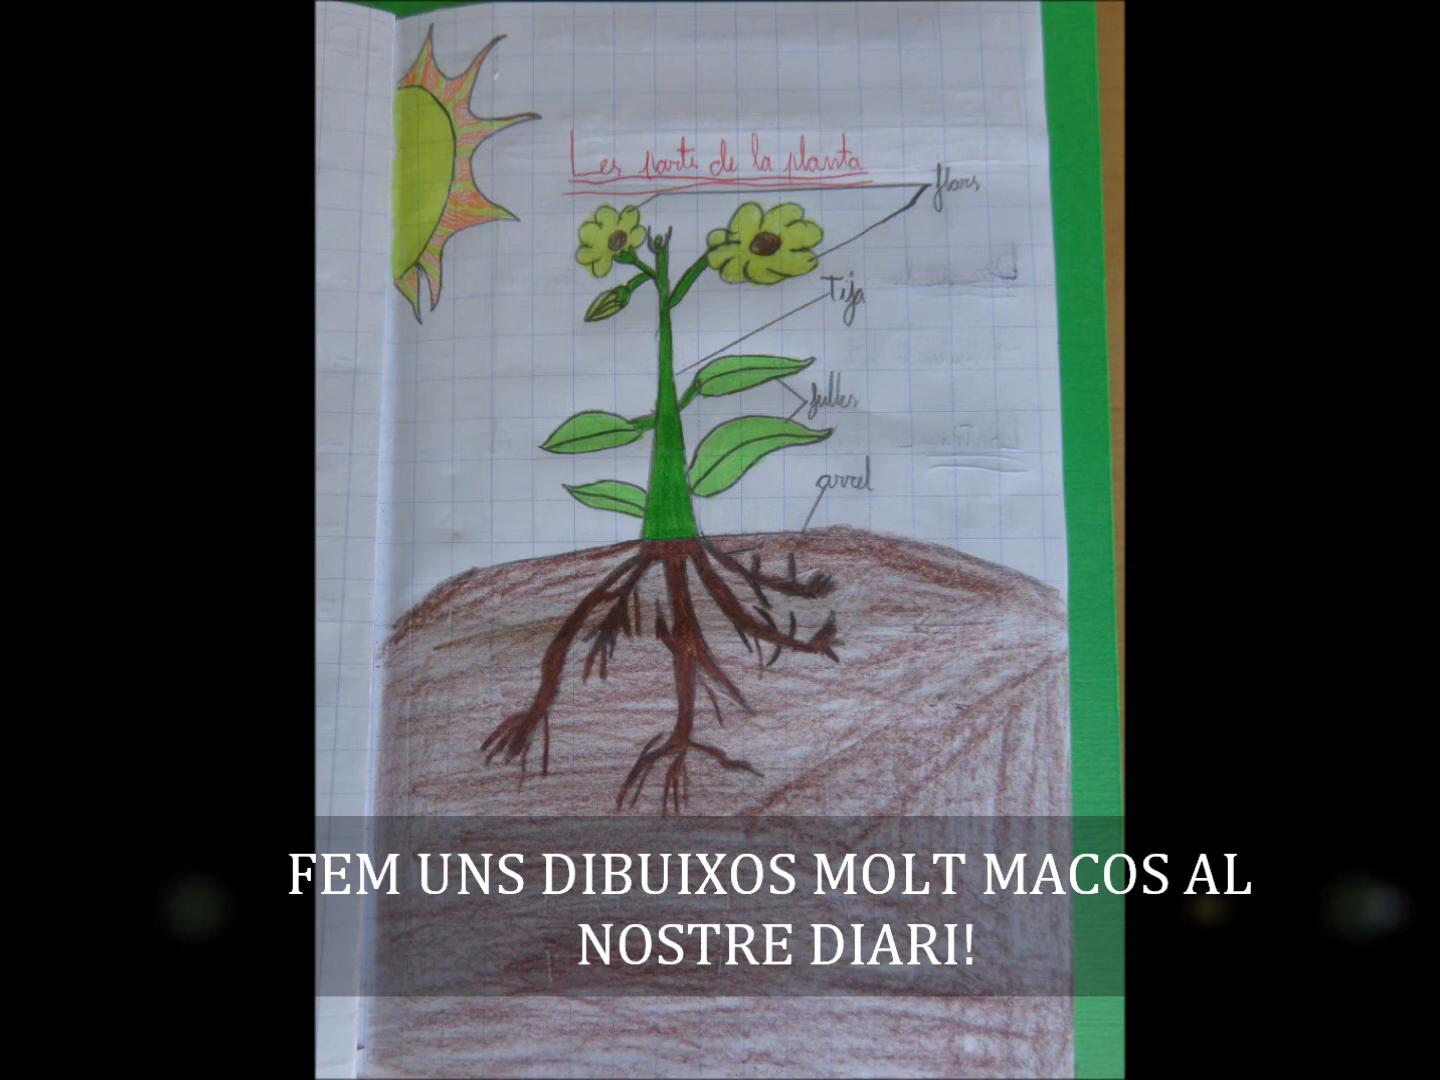 Les parts de la planta
flors
Tija
fulles
arrel
FEM UNS DIBUIXOS MOLT MACOS AL
NOSTRE DIARI!